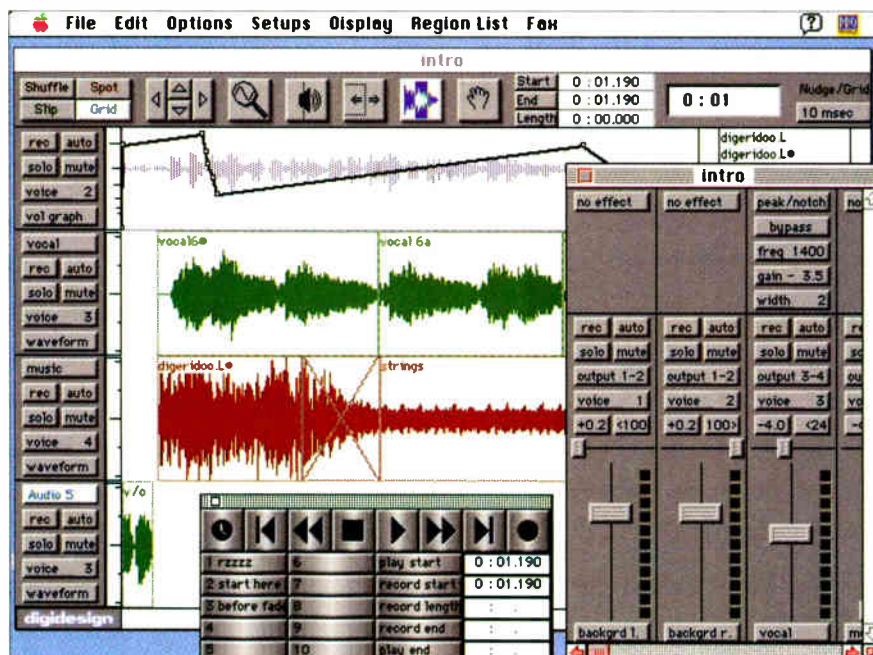 File Edit Options Setups Display Region List Fax
intro
Shuffle Spot
Slip Grid
Start 0 : 01.190
End 0 : 01.190
Length 0 : 00.000
0 : 01
Nudge/Grid
10 msec
rec auto
solo mute
voice 2
vol graph
digeridoo L
digeridoo L●
vocal
rec auto
solo mute
voice 3
waveform
vocal6●
vocal 6a
music
rec auto
solo mute
voice 4
waveform
digeridoo.L●
strings
Audio 5
rec auto
solo mute
voice 3
waveform
v/o
digidesign
1 rzzzz
2 start here
3 before fade
4
5
6
7
8
9
10
play start 0 : 01.190
record start 0 : 01.190
record length : .
record end : .
play end
intro
no effect
no effect
peak/notch
bypass
freq 1400
gain - 3.5
width 2
no
rec auto
solo mute
output 1-2
voice 1
+0.2 <100
backgrd l.
rec auto
solo mute
output 1-2
voice 2
+0.2 100>
backgrd r.
rec auto
solo mute
output 3-4
voice 3
-4.0 <24
vocal